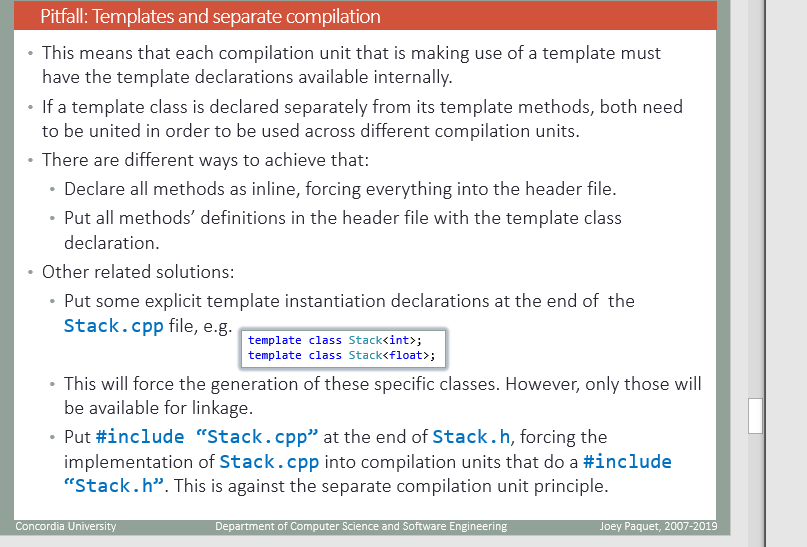 Pitfall: Templates and separate compilation
• This means that each compilation unit that is making use of a template must
have the template declarations available internally.
• If a template class is declared separately from its template methods, both need
to be united in order to be used across different compilation units.
• There are different ways to achieve that:
• Declare all methods as inline, forcing everything into the header file.
• Put all methods’ definitions in the header file with the template class
declaration.
• Other related solutions:
• Put some explicit template instantiation declarations at the end of the
Stack.cpp file, e.g.
template class Stack<int>;
template class Stack<float>;
• This will force the generation of these specific classes. However, only those will
be available for linkage.
• Put #include “Stack.cpp” at the end of Stack.h, forcing the
implementation of Stack.cpp into compilation units that do a #include
“Stack.h”. This is against the separate compilation unit principle.
Concordia University Department of Computer Science and Software Engineering Joey Paquet, 2007-2019